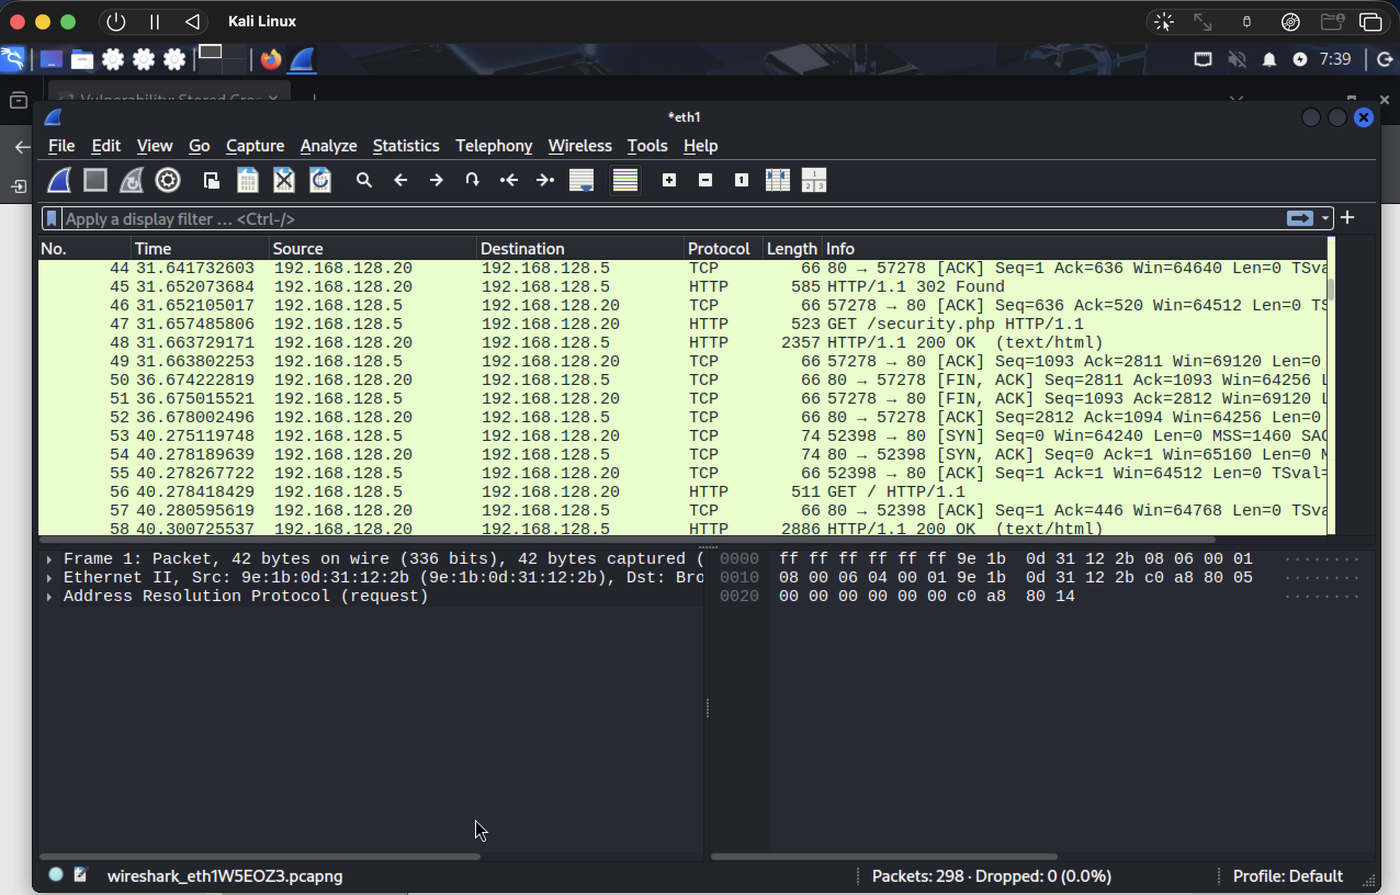 Kali Linux
7:39
Vulnerability: Stored Cros
*eth1
File Edit View Go Capture Analyze Statistics Telephony Wireless Tools Help
Apply a display filter … <Ctrl-/>
No. Time Source Destination Protocol Length Info
44 31.641732603 192.168.128.20 192.168.128.5 TCP 66 80 → 57278 [ACK] Seq=1 Ack=636 Win=64640 Len=0 TSva
45 31.652073684 192.168.128.20 192.168.128.5 HTTP 585 HTTP/1.1 302 Found
46 31.652105017 192.168.128.5 192.168.128.20 TCP 66 57278 → 80 [ACK] Seq=636 Ack=520 Win=64512 Len=0 TS
47 31.657485806 192.168.128.5 192.168.128.20 HTTP 523 GET /security.php HTTP/1.1
48 31.663729171 192.168.128.20 192.168.128.5 HTTP 2357 HTTP/1.1 200 OK (text/html)
49 31.663802253 192.168.128.5 192.168.128.20 TCP 66 57278 → 80 [ACK] Seq=1093 Ack=2811 Win=69120 Len=0
50 36.674222819 192.168.128.20 192.168.128.5 TCP 66 80 → 57278 [FIN, ACK] Seq=2811 Ack=1093 Win=64256 L
51 36.675015521 192.168.128.5 192.168.128.20 TCP 66 57278 → 80 [FIN, ACK] Seq=1093 Ack=2812 Win=69120 L
52 36.678002496 192.168.128.20 192.168.128.5 TCP 66 80 → 57278 [ACK] Seq=2812 Ack=1094 Win=64256 Len=0
53 40.275119748 192.168.128.5 192.168.128.20 TCP 74 52398 → 80 [SYN] Seq=0 Win=64240 Len=0 MSS=1460 SAC
54 40.278189639 192.168.128.20 192.168.128.5 TCP 74 80 → 52398 [SYN, ACK] Seq=0 Ack=1 Win=65160 Len=0 M
55 40.278267722 192.168.128.5 192.168.128.20 TCP 66 52398 → 80 [ACK] Seq=1 Ack=1 Win=64512 Len=0 TSval=
56 40.278418429 192.168.128.5 192.168.128.20 HTTP 511 GET / HTTP/1.1
57 40.280595619 192.168.128.20 192.168.128.5 TCP 66 80 → 52398 [ACK] Seq=1 Ack=446 Win=64768 Len=0 TSva
58 40.300725537 192.168.128.20 192.168.128.5 HTTP 2886 HTTP/1.1 200 OK (text/html)
Frame 1: Packet, 42 bytes on wire (336 bits), 42 bytes captured (
Ethernet II, Src: 9e:1b:0d:31:12:2b (9e:1b:0d:31:12:2b), Dst: Bro
Address Resolution Protocol (request)
0000 ff ff ff ff ff ff 9e 1b 0d 31 12 2b 08 06 00 01 ········
0010 08 00 06 04 00 01 9e 1b 0d 31 12 2b c0 a8 80 05 ········
0020 00 00 00 00 00 00 c0 a8 80 14 ········
wireshark_eth1W5EOZ3.pcapng
Packets: 298 · Dropped: 0 (0.0%)
Profile: Default